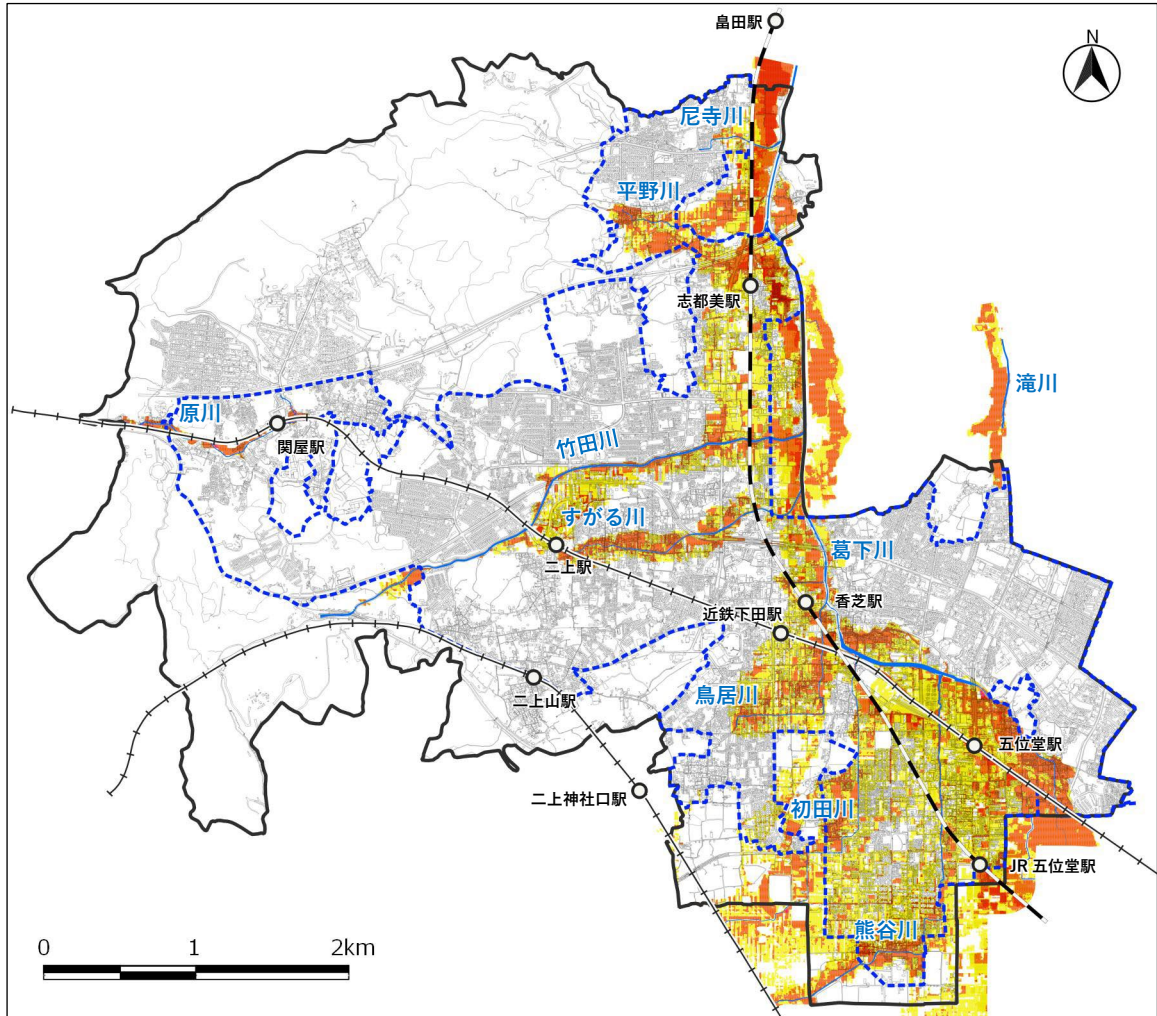 畠田駅
N
尼寺川
平野川
志都美駅
滝川
原川
関屋駅
竹田川
すがる川
二上駅
葛下川
香芝駅
近鉄下田駅
二上山駅
鳥居川
五位堂駅
二上神社口駅
初田川
JR 五位堂駅
熊谷川
0 1 2km